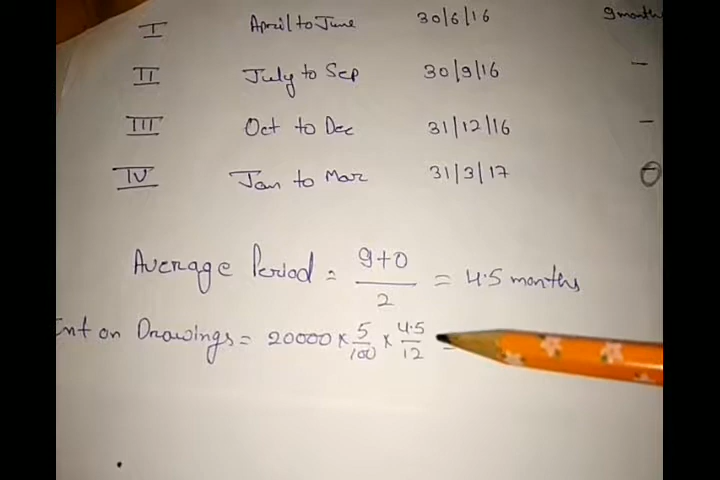 I April to June 30/6/16 9 month
II July to Sep 30/9/16 —
III Oct to Dec 31/12/16 —
IV Jan to Mar 31/3/17 0
Average Period = 9+0/2 = 4.5 months
Int on Drawings = 20000 × 5/100 × 4.5/12 =